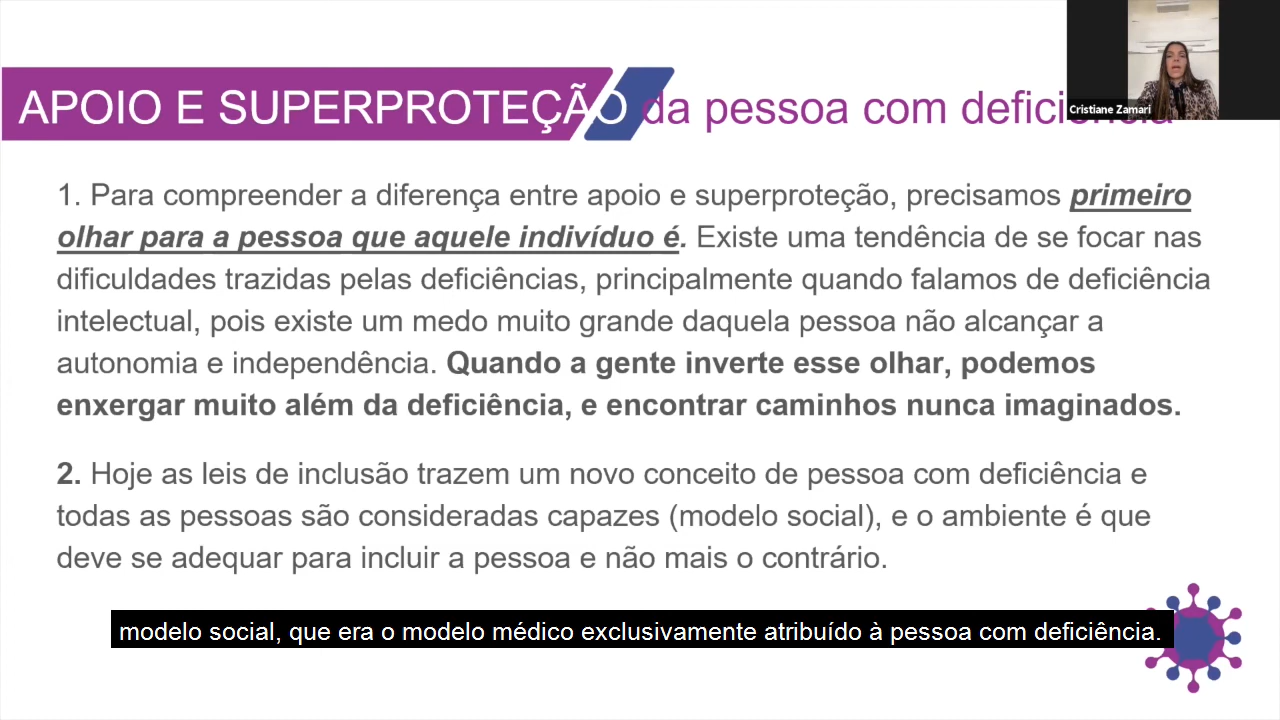 APOIO E SUPERPROTEÇÃO da pessoa com deficiência
Cristiane Zamari
1. Para compreender a diferença entre apoio e superproteção, precisamos primeiro
olhar para a pessoa que aquele indivíduo é. Existe uma tendência de se focar nas
dificuldades trazidas pelas deficiências, principalmente quando falamos de deficiência
intelectual, pois existe um medo muito grande daquela pessoa não alcançar a
autonomia e independência. Quando a gente inverte esse olhar, podemos
enxergar muito além da deficiência, e encontrar caminhos nunca imaginados.
2. Hoje as leis de inclusão trazem um novo conceito de pessoa com deficiência e
todas as pessoas são consideradas capazes (modelo social), e o ambiente é que
deve se adequar para incluir a pessoa e não mais o contrário.
modelo social, que era o modelo médico exclusivamente atribuído à pessoa com deficiência.